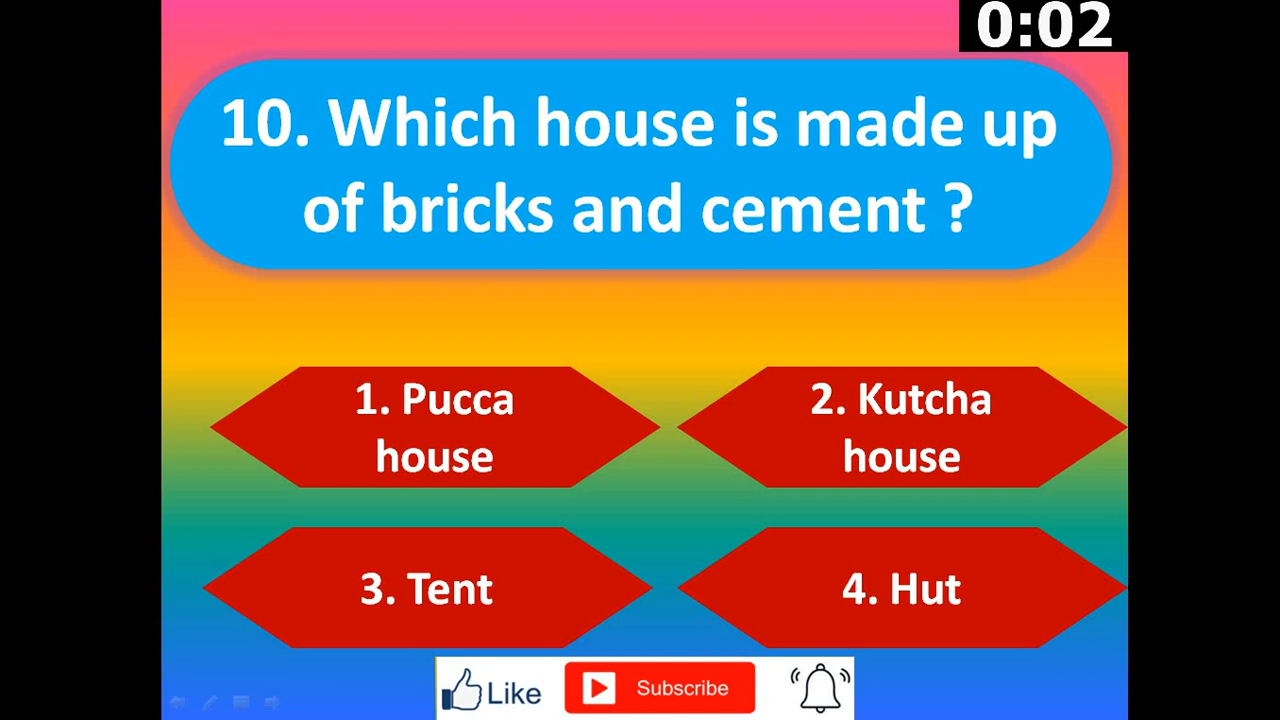 0:02
10. Which house is made up
of bricks and cement ?
1. Pucca
house
2. Kutcha
house
3. Tent
4. Hut
Like
Subscribe